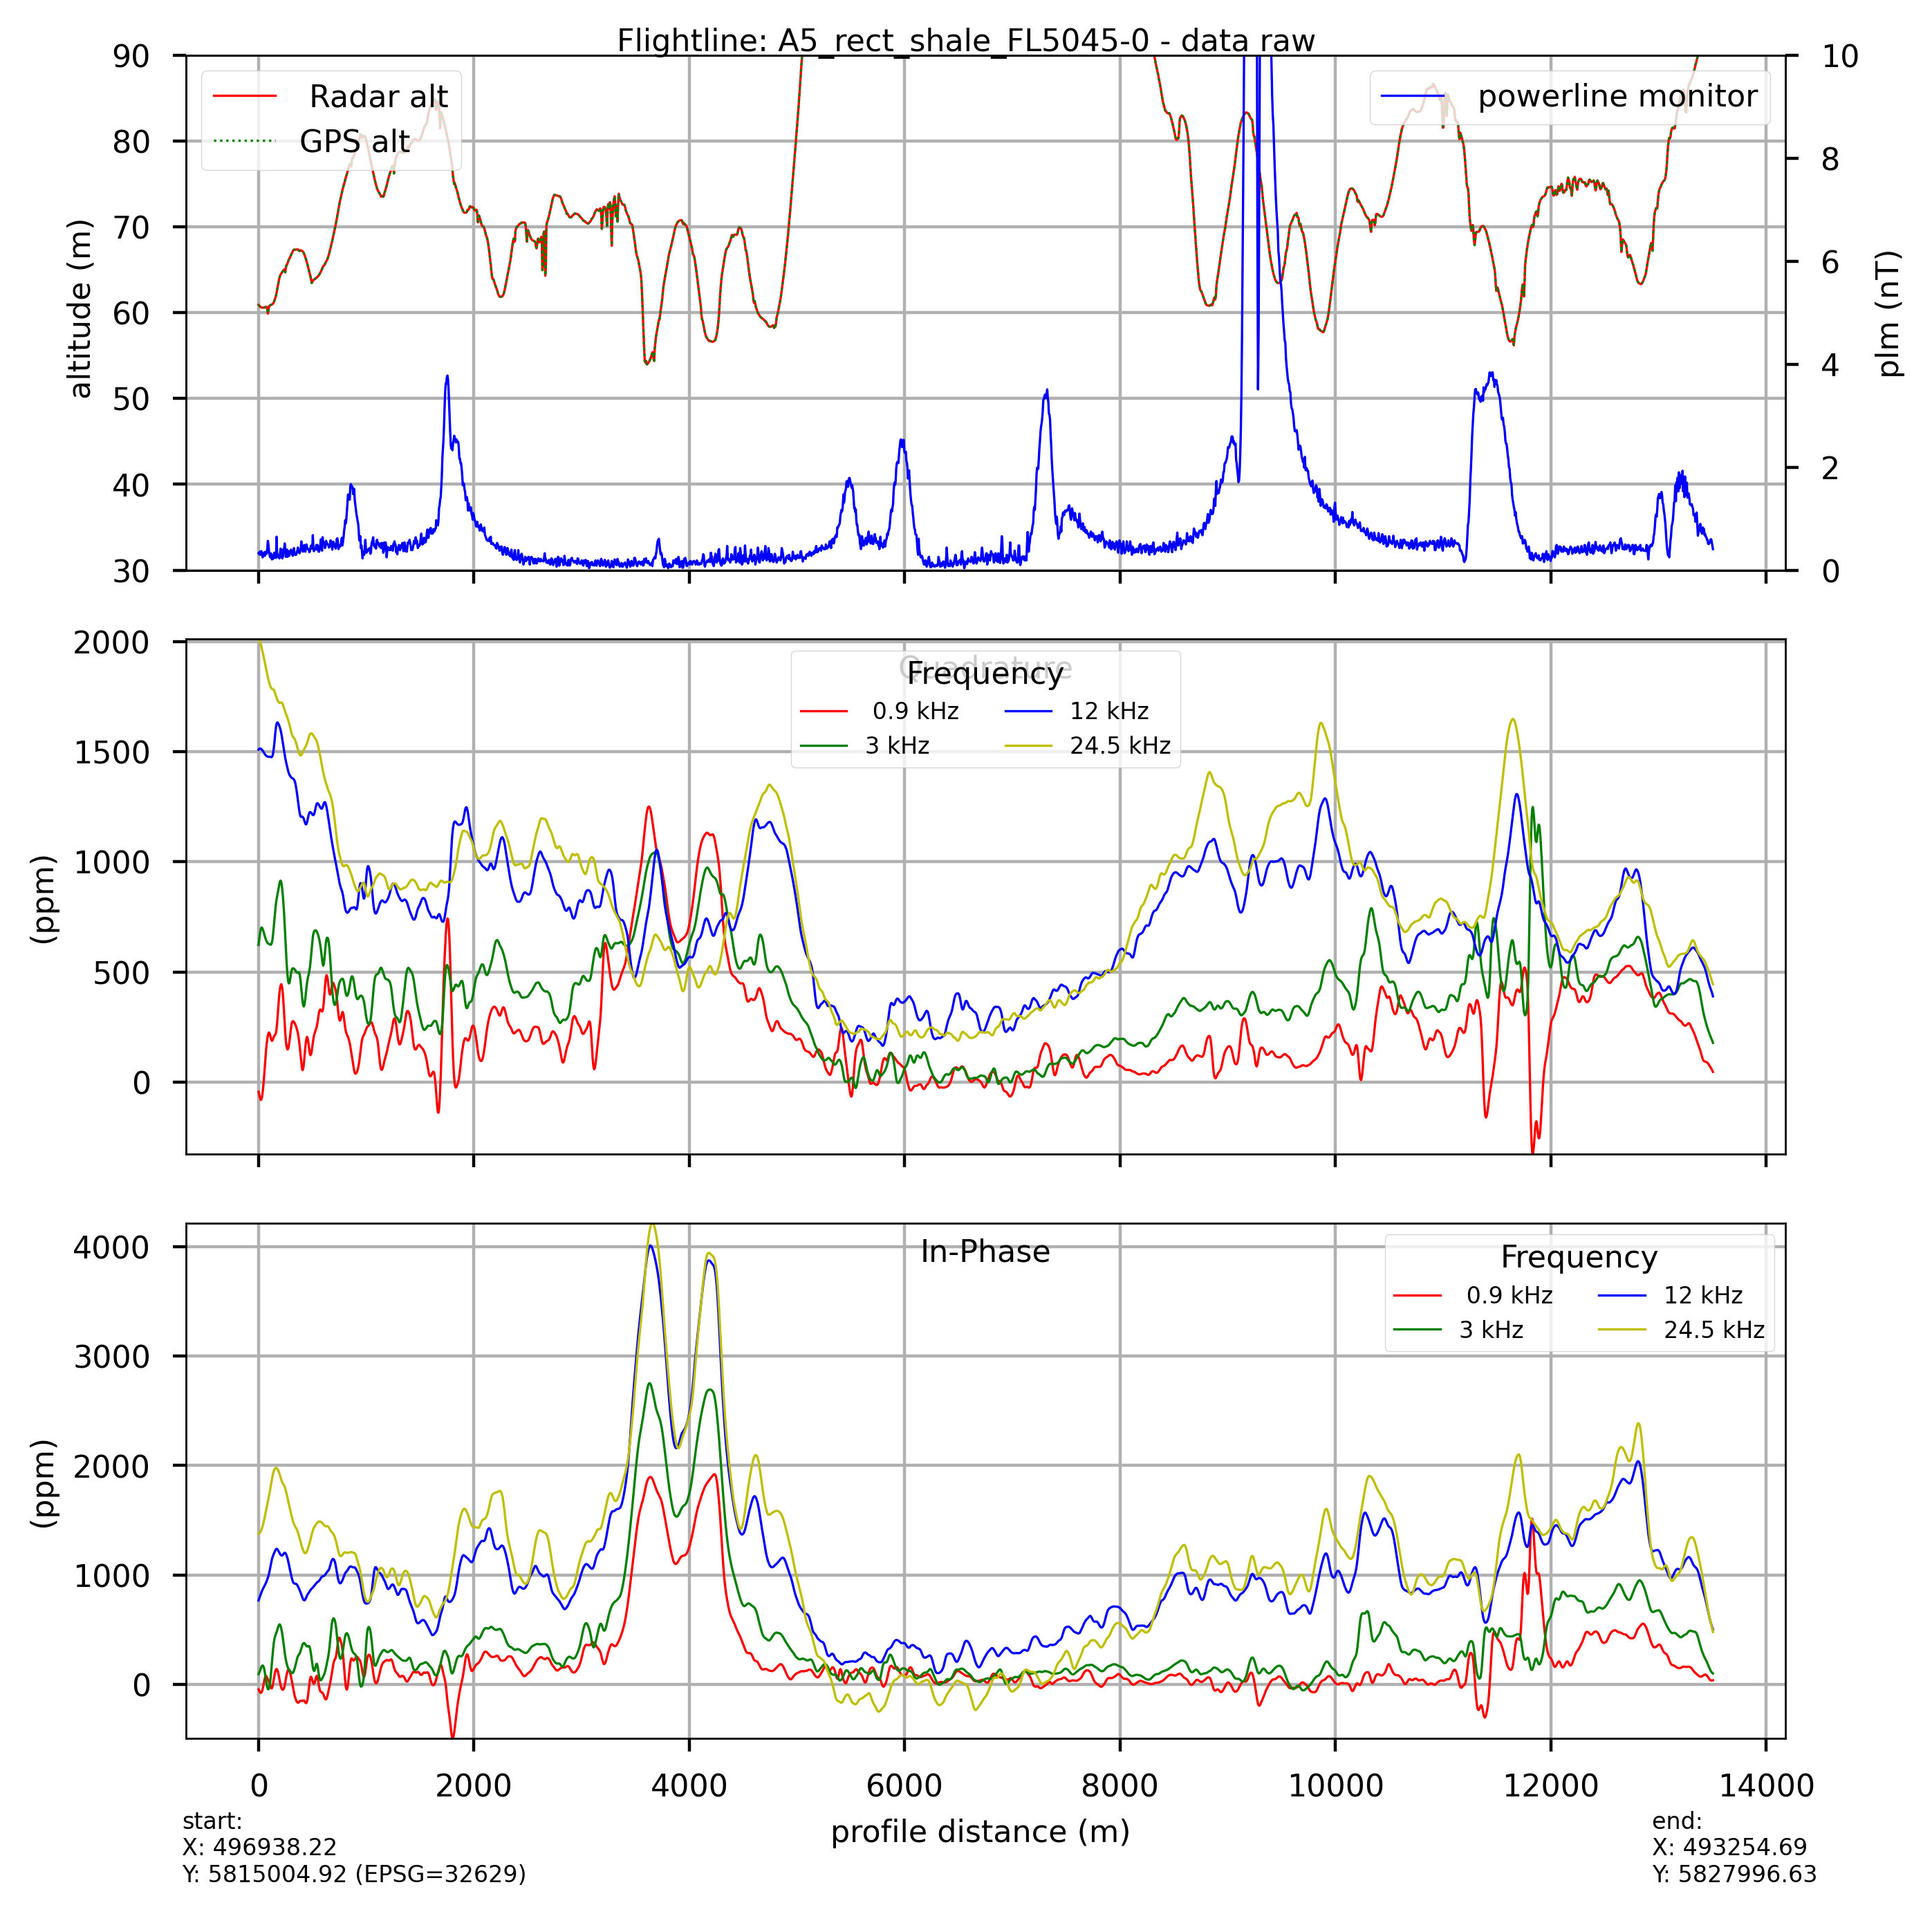 Flightline: A5_rect_shale_FL5045-0 - data raw
90
80
70
60
50
40
30
altitude (m)
Radar alt
GPS alt
powerline monitor
10
8
6
4
2
0
plm (nT)
2000
1500
1000
500
0
(ppm)
Quadrature
Frequency
0.9 kHz 12 kHz
3 kHz 24.5 kHz
4000
3000
2000
1000
0
(ppm)
In-Phase
Frequency
0.9 kHz 12 kHz
3 kHz 24.5 kHz
0 2000 4000 6000 8000 10000 12000 14000
profile distance (m)
start:
X: 496938.22
Y: 5815004.92 (EPSG=32629)
end:
X: 493254.69
Y: 5827996.63